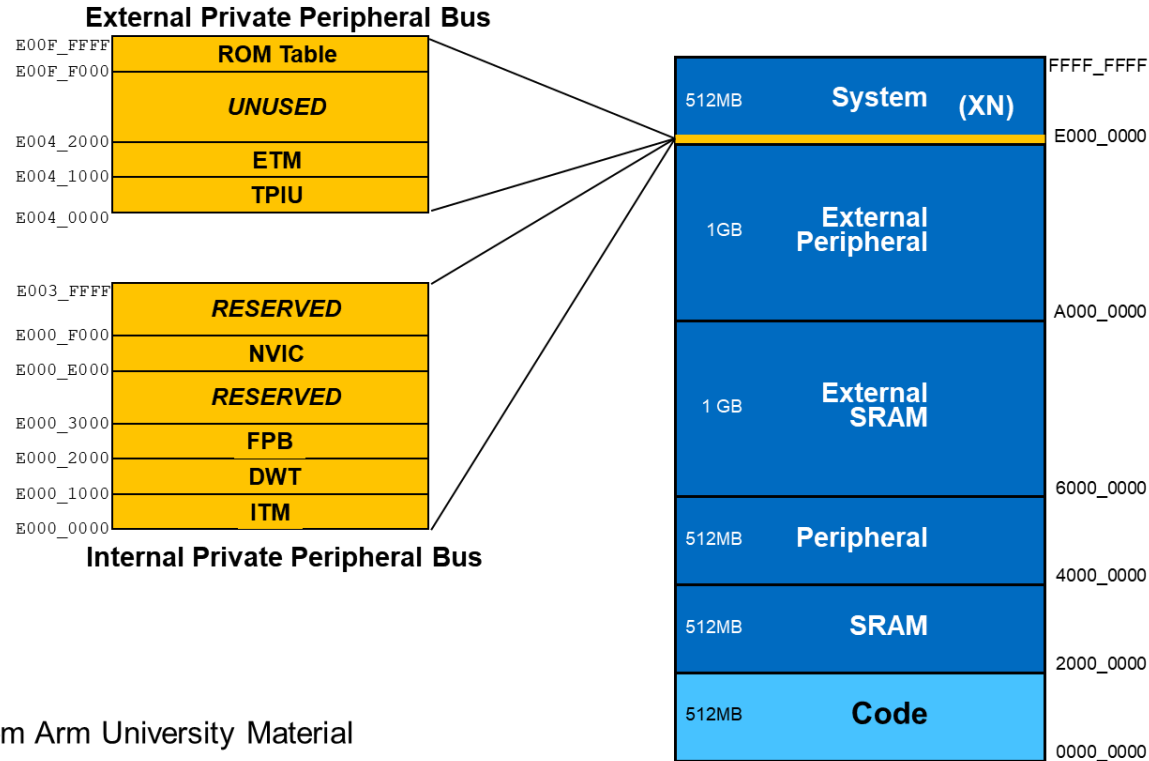 External Private Peripheral Bus
E00F_FFFF
ROM Table
E00F_F000
UNUSED
E004_2000
ETM
E004_1000
TPIU
E004_0000
E003_FFFF
RESERVED
E000_F000
NVIC
E000_E000
RESERVED
E000_3000
FPB
E000_2000
DWT
E000_1000
ITM
E000_0000
Internal Private Peripheral Bus
m Arm University Material
FFFF_FFFF
512MB System (XN)
E000_0000
1GB External
Peripheral
A000_0000
1 GB External
SRAM
6000_0000
512MB Peripheral
4000_0000
512MB SRAM
2000_0000
512MB Code
0000_0000